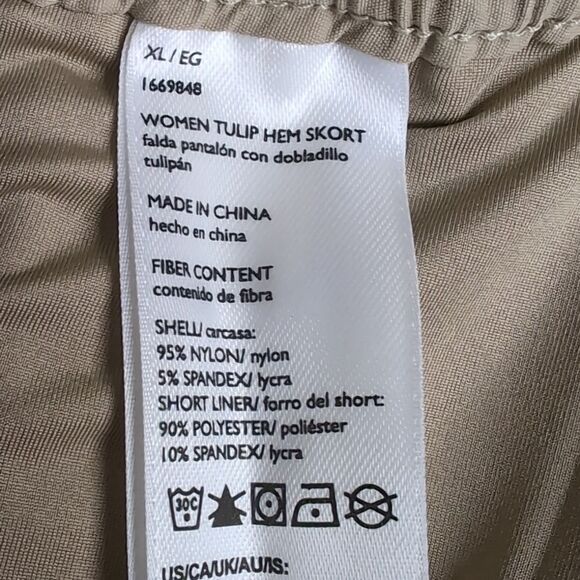 XL / EG
1669848
WOMEN TULIP HEM SKORT
falda pantalón con dobladillo
tulipán
MADE IN CHINA
hecho en china
FIBER CONTENT
contenido de fibra
SHELL/ carcasa:
95% NYLON/ nylon
5% SPANDEX/ lycra
SHORT LINER/ forro del short:
90% POLYESTER/ poliéster
10% SPANDEX/ lycra
30C
US/CA/UK/AU/IS: